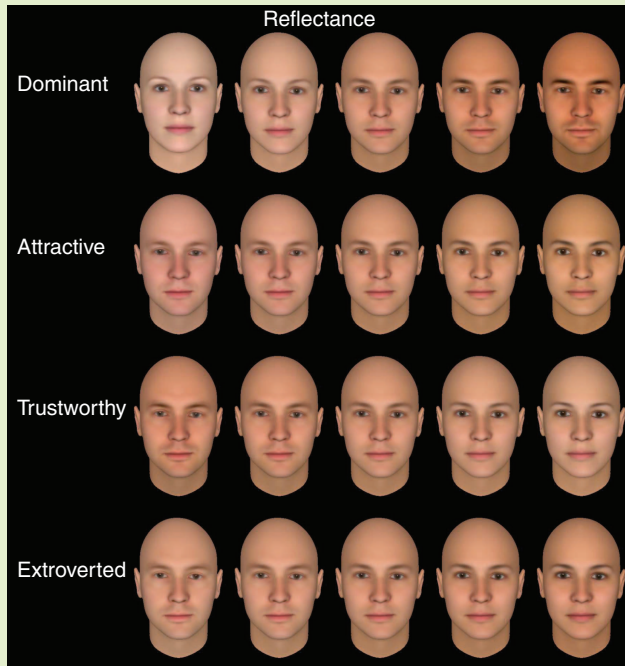 Reflectance
Dominant
Attractive
Trustworthy
Extroverted